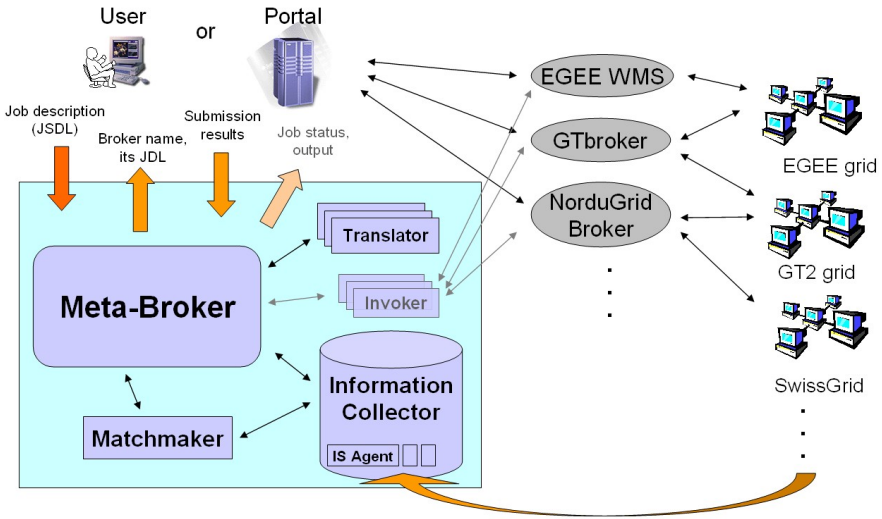 User
or
Portal
Job description
(JSDL)
Broker name,
its JDL
Submission
results
Job status,
output
EGEE WMS
GTbroker
NorduGrid
Broker
EGEE grid
GT2 grid
SwissGrid
Translator
Meta-Broker
Invoker
Information
Collector
Matchmaker
IS Agent